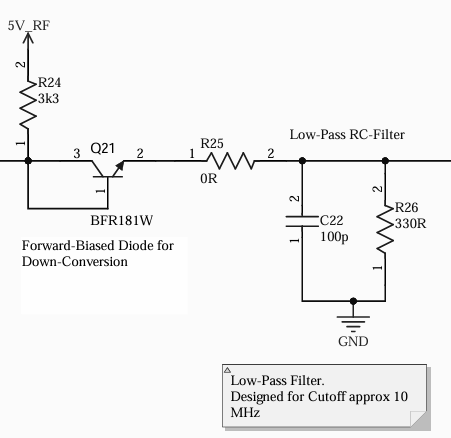 5V_RF
2
R24
3k3
1
3
Q21
2
1
BFR181W
1
R25
2
0R
Low-Pass RC-Filter
2
C22
100p
1
2
R26
330R
1
GND
Forward-Biased Diode for
Down-Conversion
Low-Pass Filter.
Designed for Cutoff approx 10
MHz